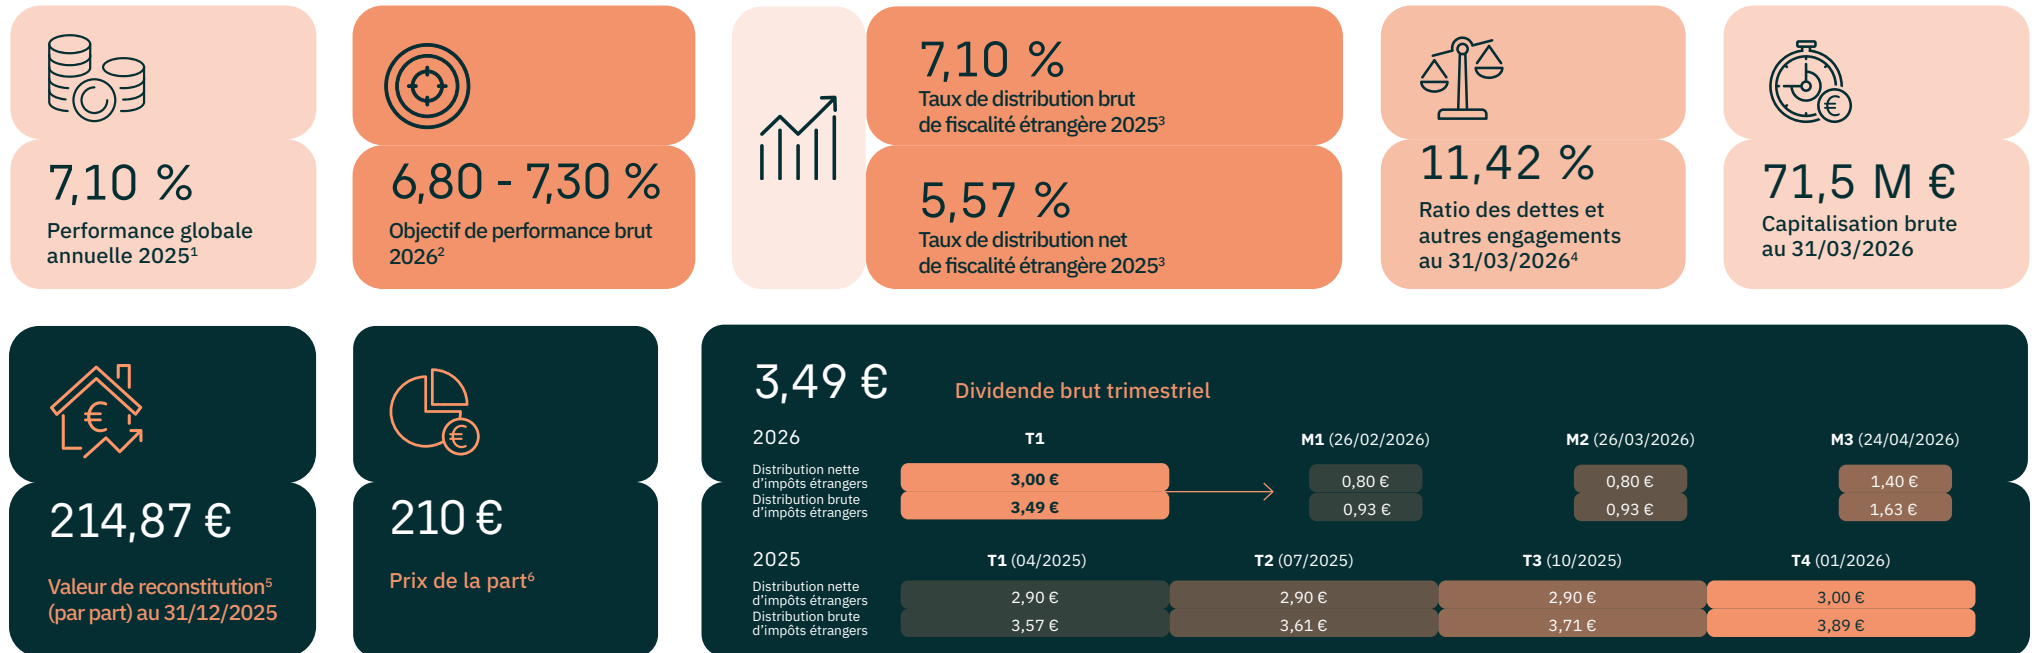 7,10 %
Performance globale
annuelle 2025¹
6,80 - 7,30 %
Objectif de performance brut
2026²
7,10 %
Taux de distribution brut
de fiscalité étrangère 2025³
5,57 %
Taux de distribution net
de fiscalité étrangère 2025³
11,42 %
Ratio des dettes et
autres engagements
au 31/03/2026⁴
71,5 M €
Capitalisation brute
au 31/03/2026
€
€
214,87 €
Valeur de reconstitution⁵
(par part) au 31/12/2025
€
210 €
Prix de la part⁶
3,49 € Dividende brut trimestriel
2026 T1 M1 (26/02/2026) M2 (26/03/2026) M3 (24/04/2026)
Distribution nette
d’impôts étrangers 3,00 € 0,80 € 0,80 € 1,40 €
Distribution brute
d’impôts étrangers 3,49 € 0,93 € 0,93 € 1,63 €
2025 T1 (04/2025) T2 (07/2025) T3 (10/2025) T4 (01/2026)
Distribution nette
d’impôts étrangers 2,90 € 2,90 € 2,90 € 3,00 €
Distribution brute
d’impôts étrangers 3,57 € 3,61 € 3,71 € 3,89 €